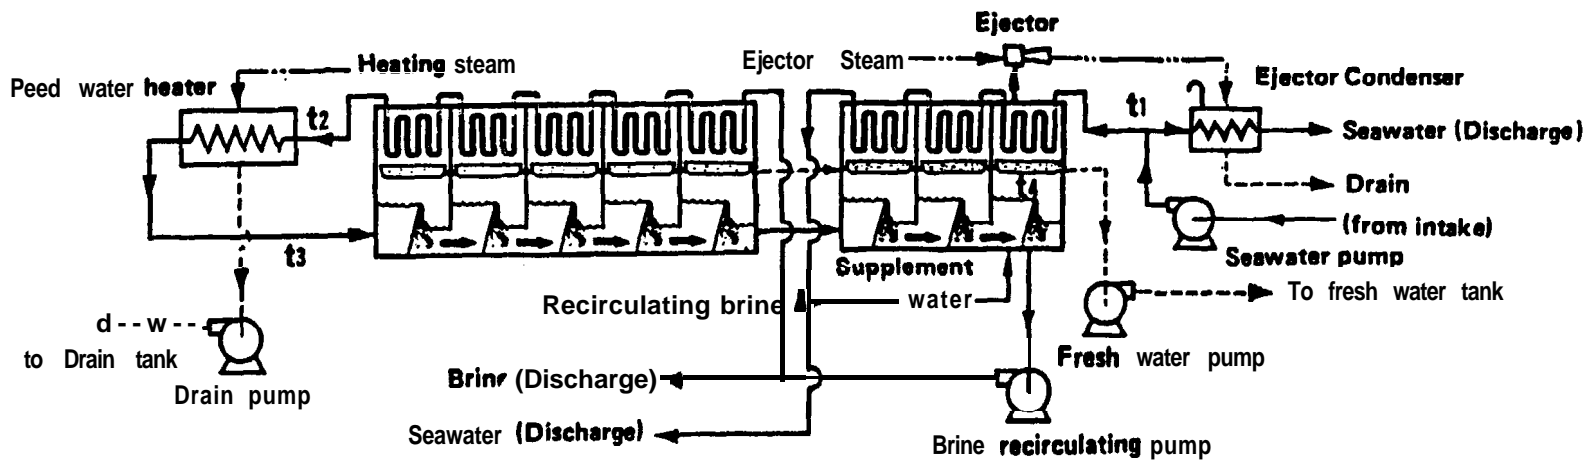 Ejector
Heating steam
Ejector Steam
Peed water heater
Ejector Condenser
t2
t1
Seawater (Discharge)
Drain
t4
(from intake)
t3
Seawater pump
Supplement
water
Recirculating brine
To fresh water tank
d--w--
to Drain tank
Fresh water pump
Drain pump
Brinr (Discharge)
Seawater (Discharge)
Brine recirculating pump